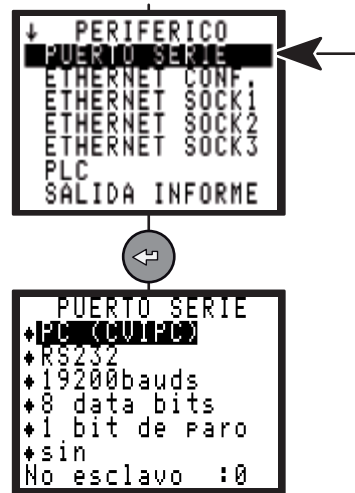 ↓ PERIFERICO
PUERTO SERIE
ETHERNET CONF.
ETHERNET SOCK1
ETHERNET SOCK2
ETHERNET SOCK3
PLC
SALIDA INFORME
PUERTO SERIE
♦PC (CVIPC)
♦RS232
♦19200bauds
♦8 data bits
♦1 bit de paro
♦sin
No esclavo :0